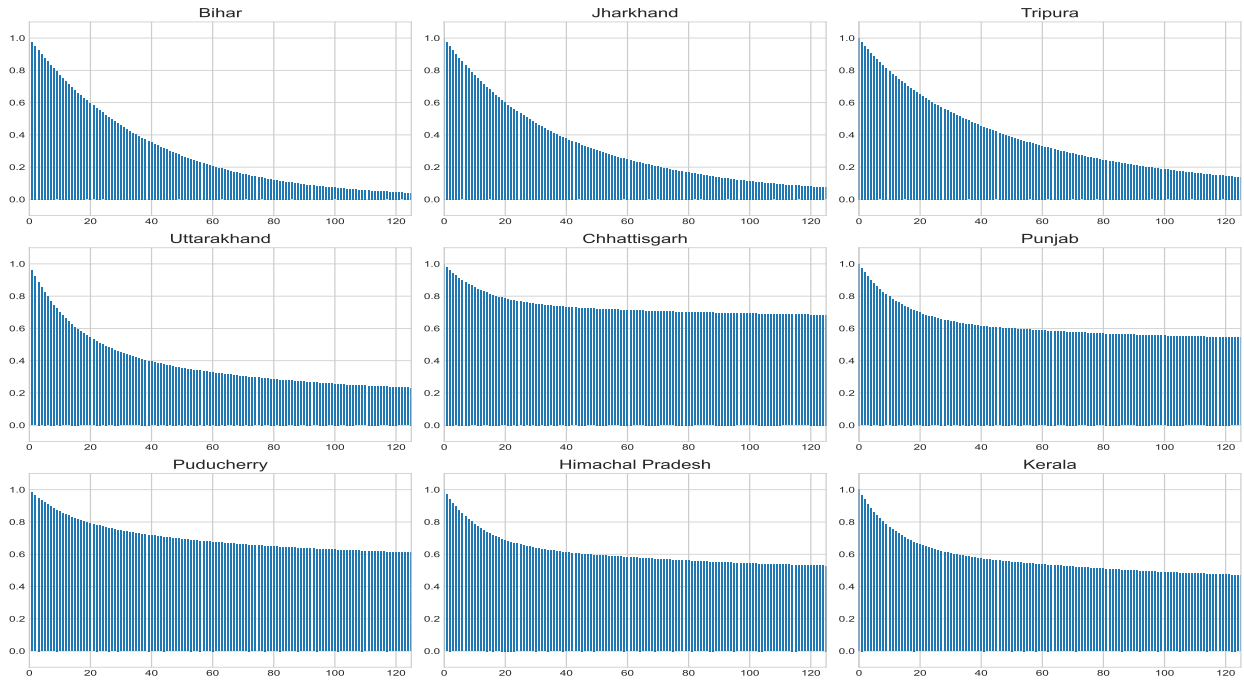 Bihar Jharkhand Tripura
1.0 1.0 1.0
0.8 0.8 0.8
0.6 0.6 0.6
0.4 0.4 0.4
0.2 0.2 0.2
0.0 0.0 0.0
0 20 40 60 80 100 120 0 20 40 60 80 100 120 0 20 40 60 80 100 120
Uttarakhand Chhattisgarh Punjab
1.0 1.0 1.0
0.8 0.8 0.8
0.6 0.6 0.6
0.4 0.4 0.4
0.2 0.2 0.2
0.0 0.0 0.0
0 20 40 60 80 100 120 0 20 40 60 80 100 120 0 20 40 60 80 100 120
Puducherry Himachal Pradesh Kerala
1.0 1.0 1.0
0.8 0.8 0.8
0.6 0.6 0.6
0.4 0.4 0.4
0.2 0.2 0.2
0.0 0.0 0.0
0 20 40 60 80 100 120 0 20 40 60 80 100 120 0 20 40 60 80 100 120